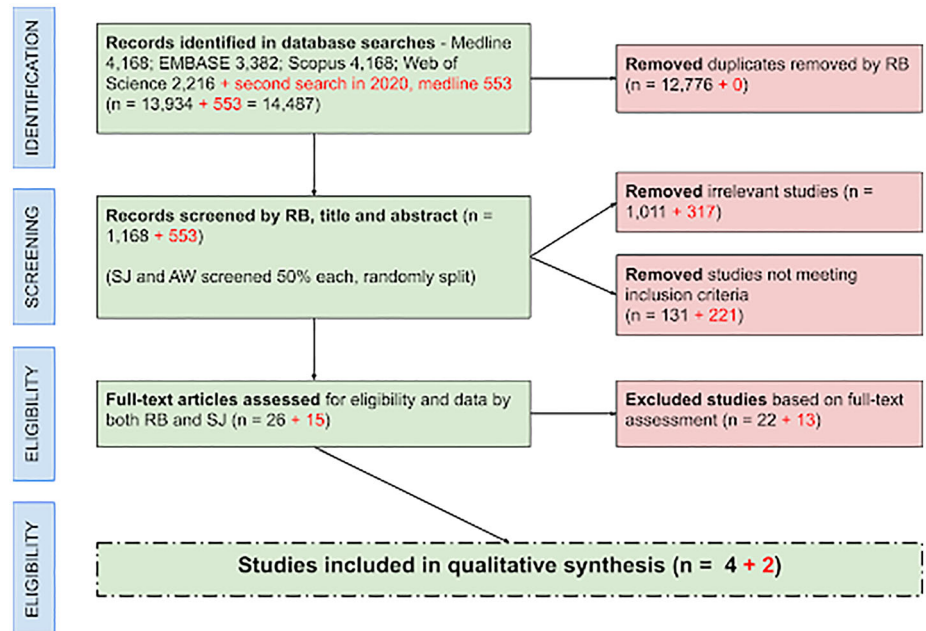 IDENTIFICATION
Records identified in database searches - Medline
4,168; EMBASE 3,382; Scopus 4,168; Web of
Science 2,216 + second search in 2020, medline 553
(n = 13,934 + 553 = 14,487)
Removed duplicates removed by RB
(n = 12,776 + 0)
SCREENING
Records screened by RB, title and abstract (n =
1,168 + 553)
(SJ and AW screened 50% each, randomly split)
Removed irrelevant studies (n =
1,011 + 317)
Removed studies not meeting
inclusion criteria
(n = 131 + 221)
ELIGIBILITY
Full-text articles assessed for eligibility and data by
both RB and SJ (n = 26 + 15)
Excluded studies based on full-text
assessment (n = 22 + 13)
ELIGIBILITY
Studies included in qualitative synthesis (n = 4 + 2)